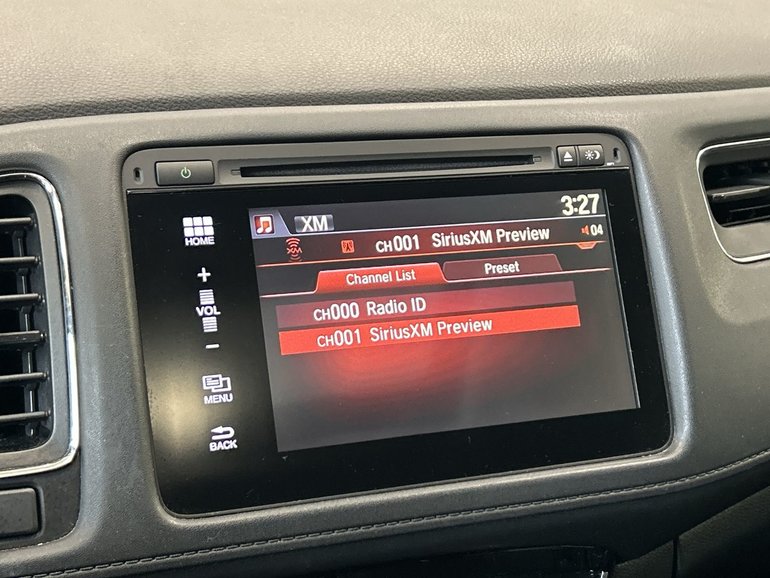 XM
3:27
XM
CH001 SiriusXM Preview
04
Channel List
Preset
CH000 Radio ID
CH001 SiriusXM Preview
HOME
+
VOL
−
MENU
BACK